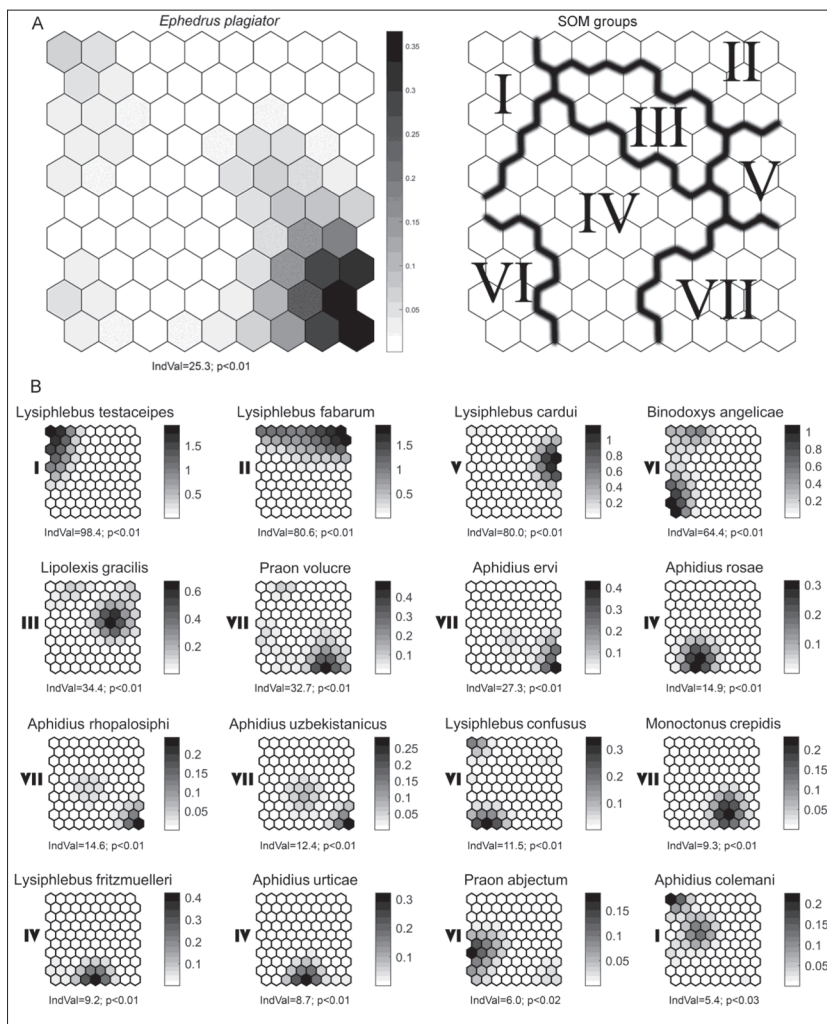 A
Ephedrus plagiator
SOM groups
0.35
0.3
0.25
0.2
0.15
0.1
0.05
IndVal=25.3; p<0.01
I
II
III
IV
V
VI
VII
B
Lysiphlebus testaceipes
I
1.5
1
0.5
IndVal=98.4; p<0.01
Lysiphlebus fabarum
II
1.5
1
0.5
IndVal=80.6; p<0.01
Lysiphlebus cardui
V
1
0.8
0.6
0.4
0.2
IndVal=80.0; p<0.01
Binodoxys angelicae
VI
1
0.8
0.6
0.4
0.2
IndVal=64.4; p<0.01
Lipolexis gracilis
III
0.6
0.4
0.2
IndVal=34.4; p<0.01
Praon volucre
VII
0.4
0.3
0.2
0.1
IndVal=32.7; p<0.01
Aphidius ervi
VII
0.4
0.3
0.2
0.1
IndVal=27.3; p<0.01
Aphidius rosae
IV
0.3
0.2
0.1
IndVal=14.9; p<0.01
Aphidius rhopalosiphi
VII
0.2
0.15
0.1
0.05
IndVal=14.6; p<0.01
Aphidius uzbekistanicus
VII
0.25
0.2
0.15
0.1
0.05
IndVal=12.4; p<0.01
Lysiphlebus confusus
VI
0.3
0.2
0.1
IndVal=11.5; p<0.01
Monoctonus crepidis
VII
0.2
0.15
0.1
0.05
IndVal=9.3; p<0.01
Lysiphlebus fritzmuelleri
IV
0.4
0.3
0.2
0.1
IndVal=9.2; p<0.01
Aphidius urticae
IV
0.3
0.2
0.1
IndVal=8.7; p<0.01
Praon abjectum
VI
0.15
0.1
0.05
IndVal=6.0; p<0.02
Aphidius colemani
I
0.2
0.15
0.1
0.05
IndVal=5.4; p<0.03